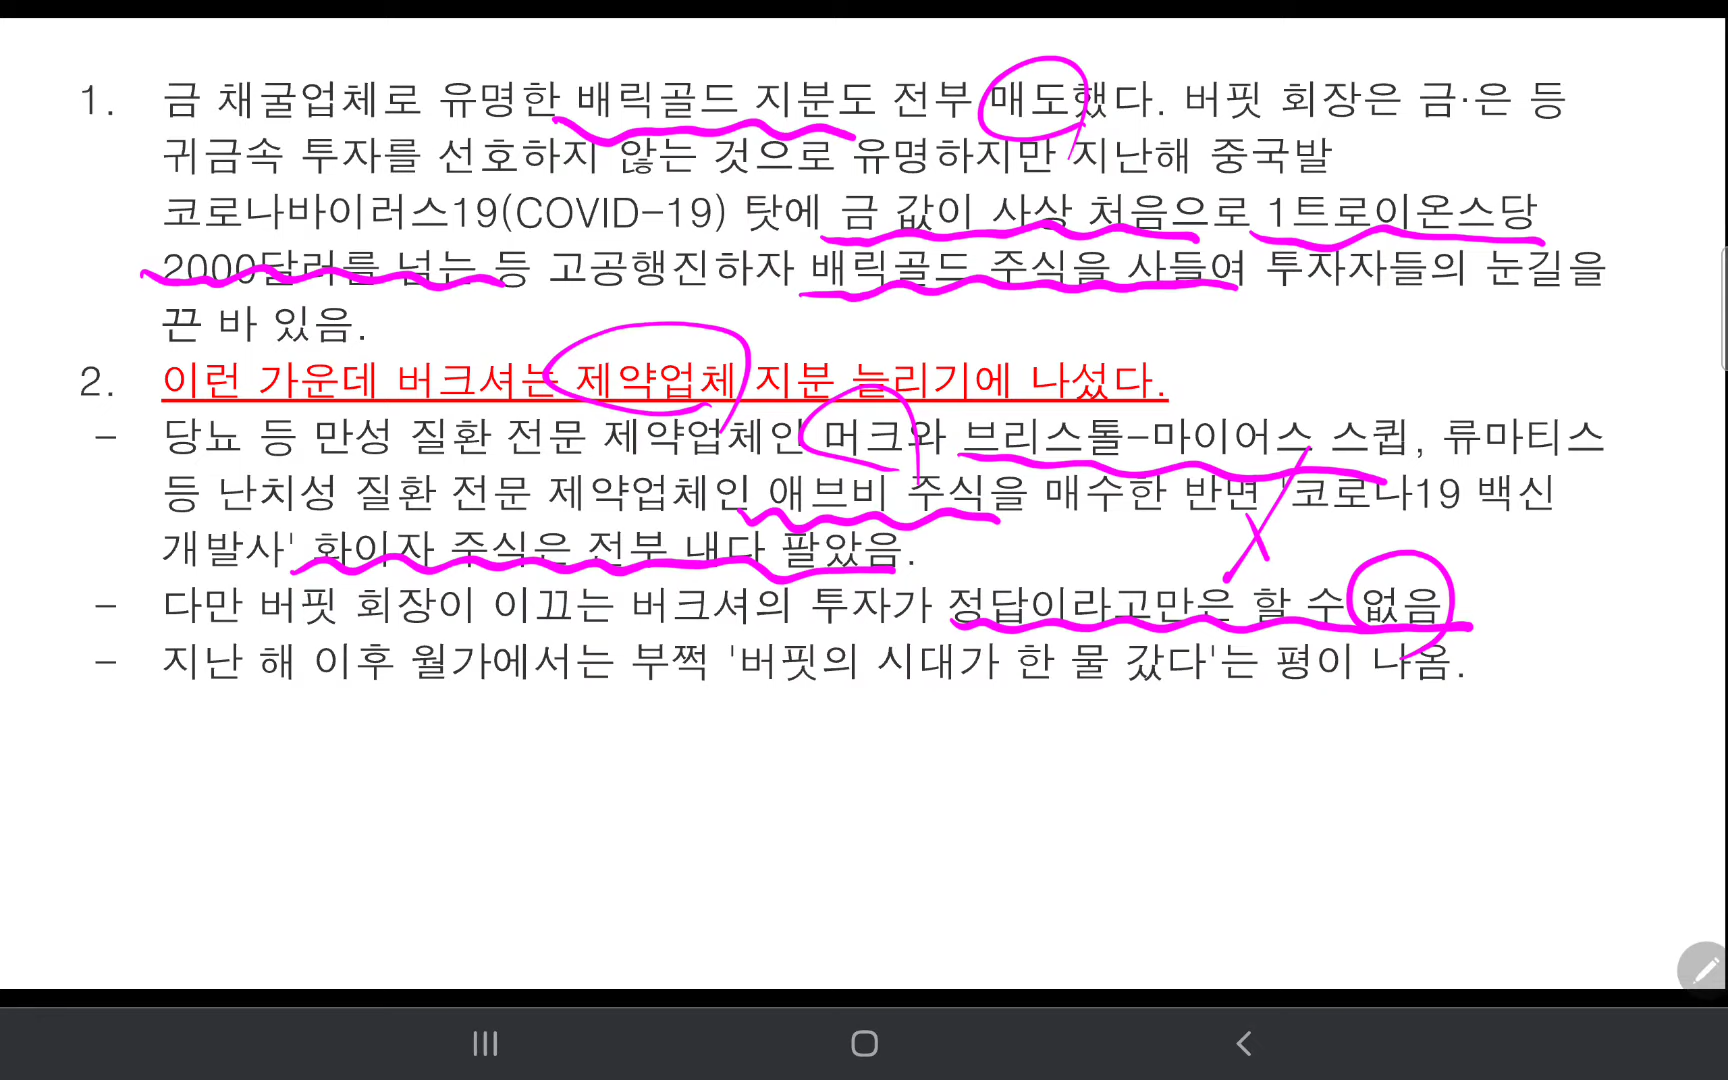 1. 금 채굴업체로 유명한 배릭골드 지분도 전부 매도했다. 버핏 회장은 금·은 등
귀금속 투자를 선호하지 않는 것으로 유명하지만 지난해 중국발
코로나바이러스19(COVID-19) 탓에 금 값이 사상 처음으로 1트로이온스당
2000달러를 넘는 등 고공행진하자 배릭골드 주식을 사들여 투자자들의 눈길을
끈 바 있음.
2. 이런 가운데 버크셔는 제약업체 지분 늘리기에 나섰다.
- 당뇨 등 만성 질환 전문 제약업체인 머크와 브리스톨-마이어스 스큅, 류마티스
등 난치성 질환 전문 제약업체인 애브비 주식을 매수한 반면 '코로나19 백신
개발사' 화이자 주식은 전부 내다 팔았음.
- 다만 버핏 회장이 이끄는 버크셔의 투자가 정답이라고만은 할 수 없음
- 지난 해 이후 월가에서는 부쩍 '버핏의 시대가 한 물 갔다'는 평이 나옴.